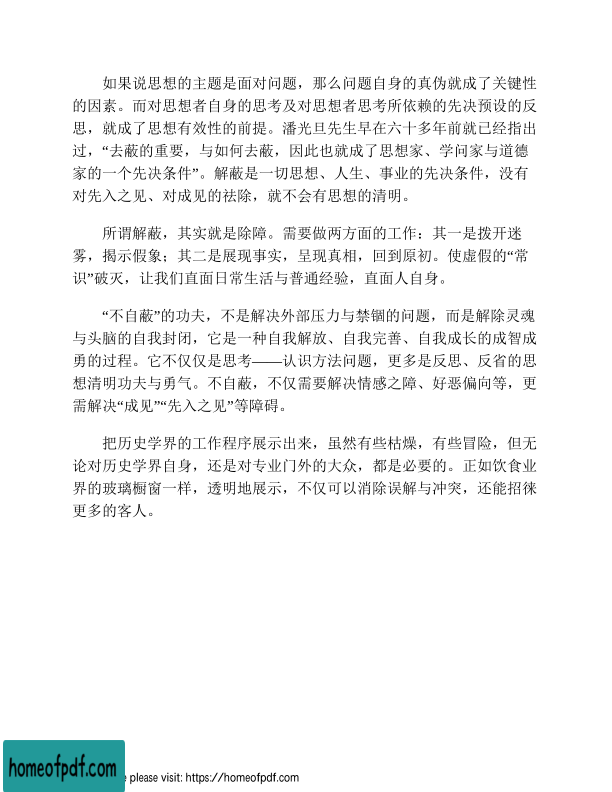 如果说思想的主题是面对问题，那么问题自身的真伪就成了关键性
的因素。而对思想者自身的思考及对思想者思考所依赖的先决预设的反
思，就成了思想有效性的前提。潘光旦先生早在六十多年前就已经指出
过，“去蔽的重要，与如何去蔽，因此也就成了思想家、学问家与道德
家的一个先决条件”。解蔽是一切思想、人生、事业的先决条件，没有
对先入之见、对成见的祛除，就不会有思想的清明。
所谓解蔽，其实就是除障。需要做两方面的工作：其一是拨开迷
雾，揭示假象；其二是展现事实，呈现真相，回到原初。使虚假的“常
识”破灭，让我们直面日常生活与普通经验，直面人自身。
“不自蔽”的功夫，不是解决外部压力与禁锢的问题，而是解除灵魂
与头脑的自我封闭，它是一种自我解放、自我完善、自我成长的成智成
勇的过程。它不仅仅是思考——认识方法问题，更多是反思、反省的思
想清明功夫与勇气。不自蔽，不仅需要解决情感之障、好恶偏向等，更
需解决“成见”“先入之见”等障碍。
把历史学界的工作程序展示出来，虽然有些枯燥，有些冒险，但无
论对历史学界自身，还是对专业门外的大众，都是必要的。正如饮食业
界的玻璃橱窗一样，透明地展示，不仅可以消除误解与冲突，还能招徕
更多的客人。
homeofpdf.com
please visit: https://homeofpdf.com